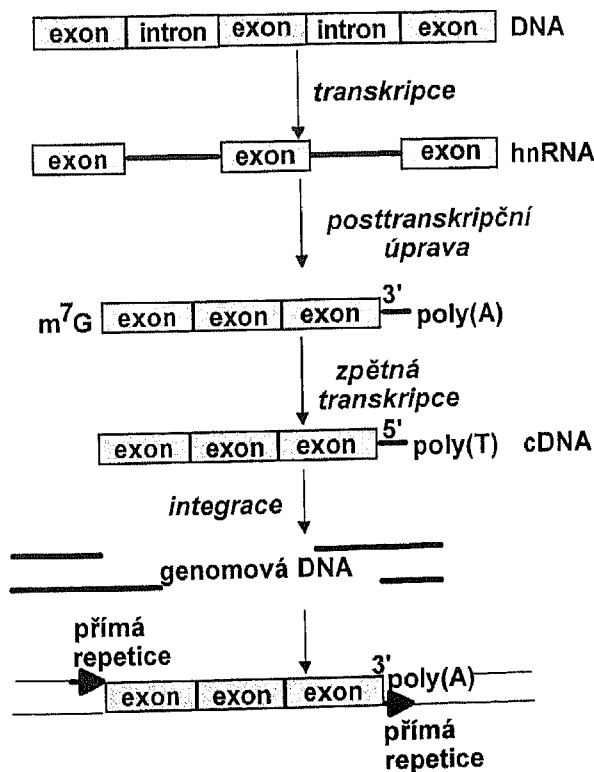 exon intron exon intron exon DNA
transkripce
exon exon exon hnRNA
posttranskripční
úprava
m⁷G exon exon exon 3' poly(A)
zpětná
transkripce
exon exon exon 5' poly(T) cDNA
integrace
genomová DNA
přímá
repetice
exon exon exon 3' poly(A)
přímá
repetice